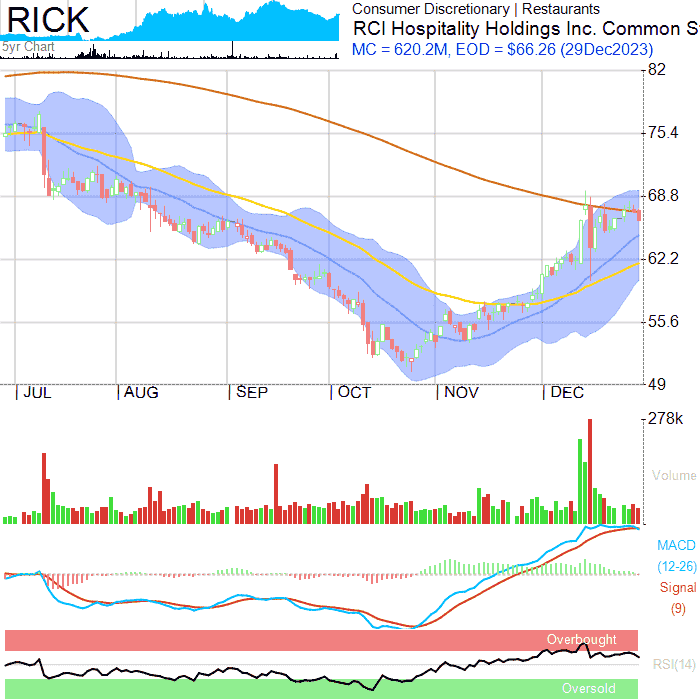 RICK
5yr Chart
Consumer Discretionary | Restaurants
RCI Hospitality Holdings Inc. Common S
MC = 620.2M, EOD = $66.26 (29Dec2023)
82
75.4
68.8
62.2
55.6
49
JUL AUG SEP OCT NOV DEC
278k
Volume
MACD
(12-26)
Signal
(9)
Overbought
RSI(14)
Oversold